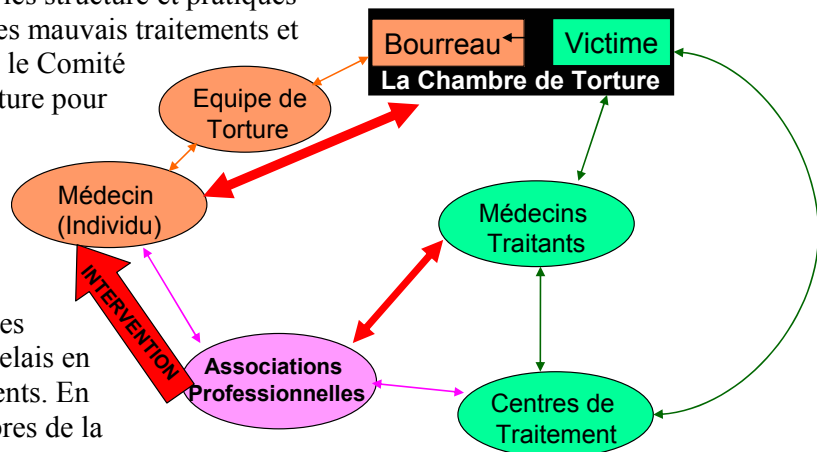 les structure et pratiques
es mauvais traitements et
le Comité
ture pour
Bourreau
Victime
La Chambre de Torture
Equipe de
Torture
Médecin
(Individu)
Médecins
Traitants
INTERVENTION
es
elais en
ents. En
res de la
Associations
Professionnelles
Centres de
Traitement